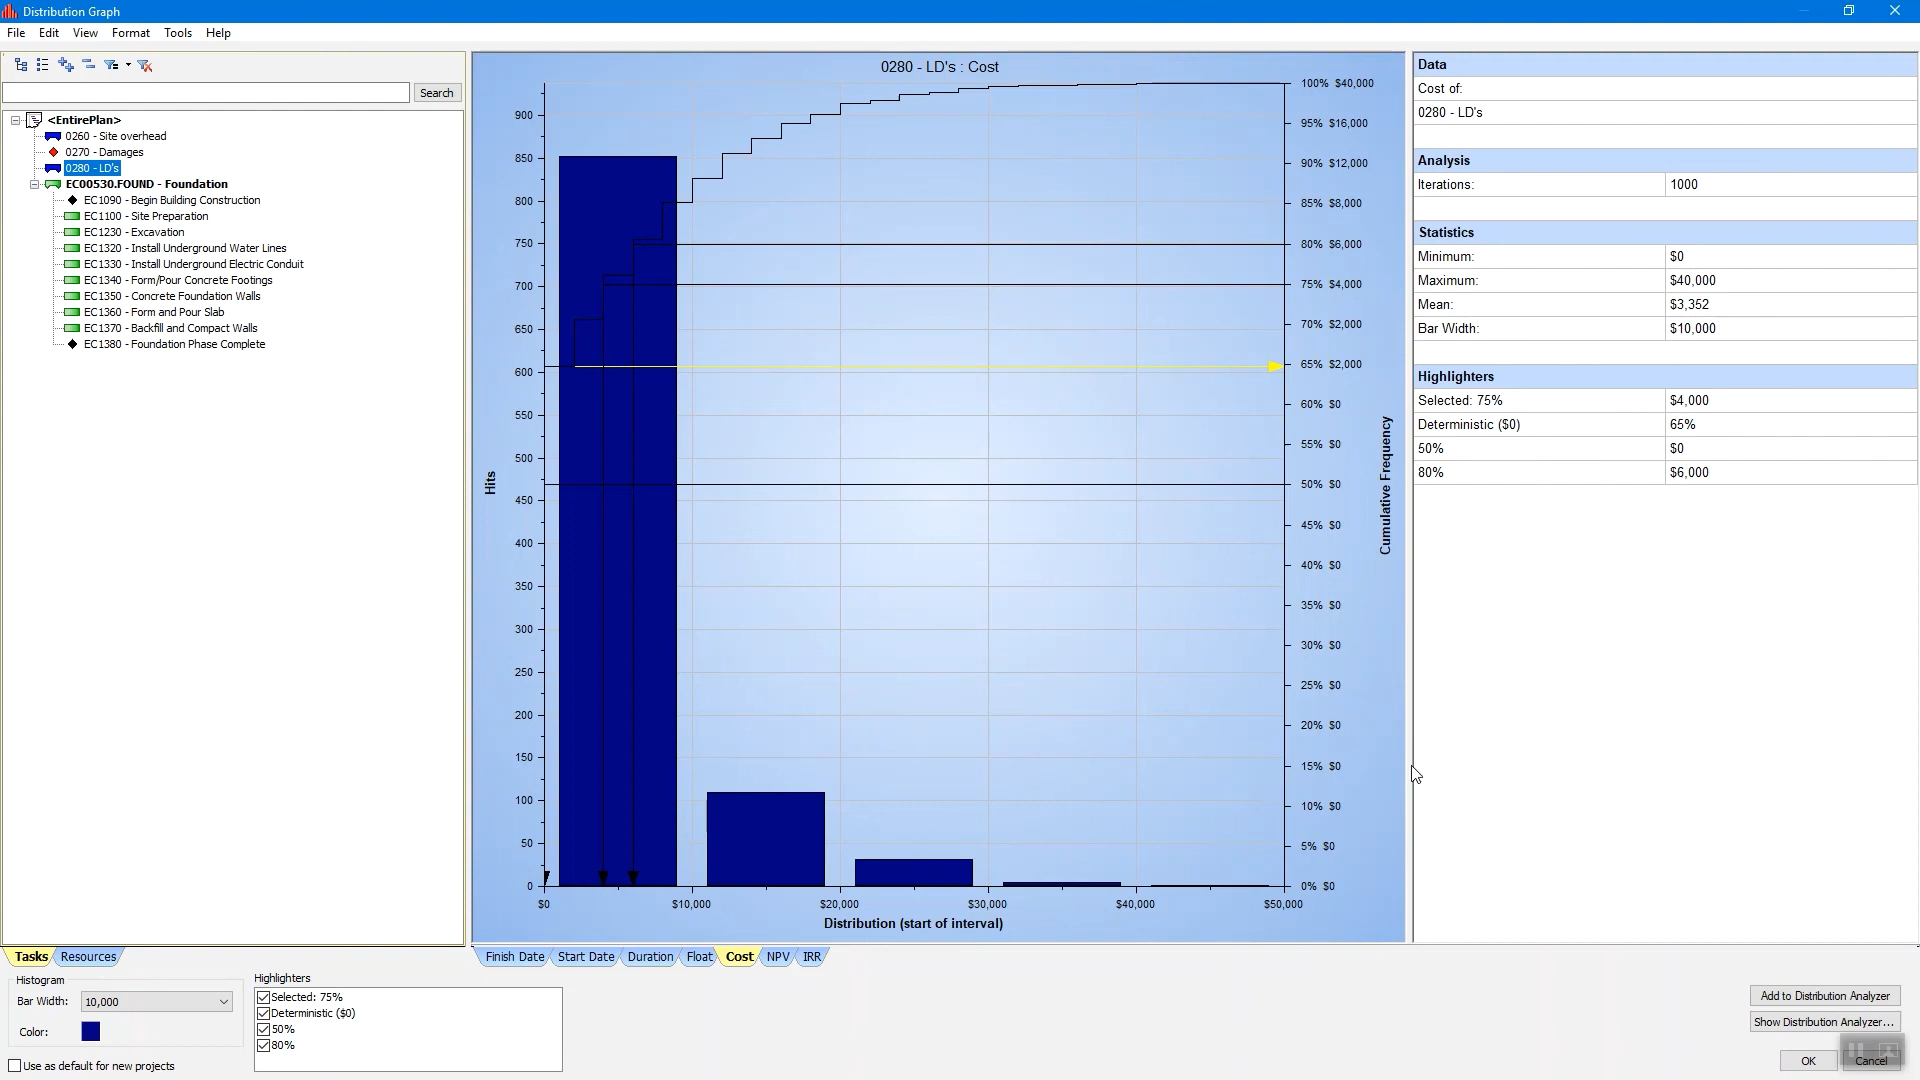 Distribution Graph
File Edit View Format Tools Help
Search
<EntirePlan>
0260 - Site overhead
0270 - Damages
0280 - LD's
EC00530.FOUND - Foundation
EC1090 - Begin Building Construction
EC1100 - Site Preparation
EC1230 - Excavation
EC1320 - Install Underground Water Lines
EC1330 - Install Underground Electric Conduit
EC1340 - Form/Pour Concrete Footings
EC1350 - Concrete Foundation Walls
EC1360 - Form and Pour Slab
EC1370 - Backfill and Compact Walls
EC1380 - Foundation Phase Complete
Tasks Resources
Histogram
Bar Width: 10,000
Color:
Use as default for new projects
0280 - LD's : Cost
Hits
900
850
800
750
700
650
600
550
500
450
400
350
300
250
200
150
100
50
0
100% $40,000
95% $16,000
90% $12,000
85% $8,000
80% $6,000
75% $4,000
70% $2,000
65% $2,000
60% $0
55% $0
50% $0
45% $0
40% $0
35% $0
30% $0
25% $0
20% $0
15% $0
10% $0
5% $0
0% $0
Cumulative Frequency
$0 $10,000 $20,000 $30,000 $40,000 $50,000
Distribution (start of interval)
Finish Date Start Date Duration Float Cost NPV IRR
Highlighters
Selected: 75%
Deterministic ($0)
50%
80%
Data
Cost of:
0280 - LD's
Analysis
Iterations: 1000
Statistics
Minimum: $0
Maximum: $40,000
Mean: $3,352
Bar Width: $10,000
Highlighters
Selected: 75% $4,000
Deterministic ($0) 65%
50% $0
80% $6,000
Add to Distribution Analyzer
Show Distribution Analyzer...
OK Cancel